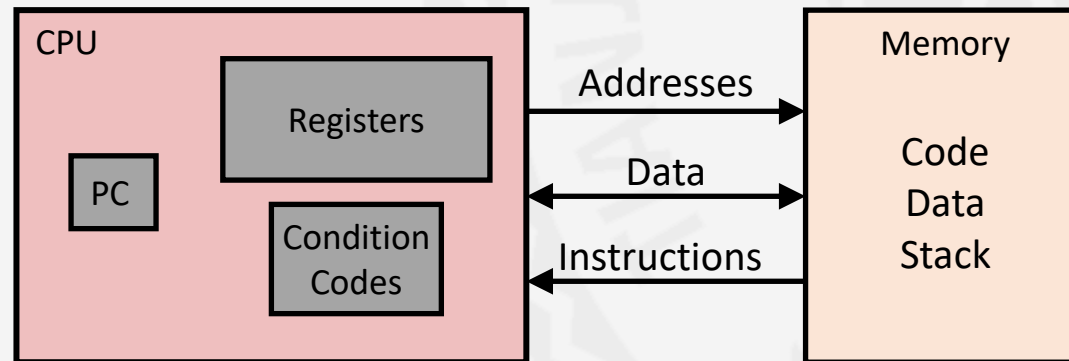 CPU
Registers
PC
Condition
Codes
Addresses
Data
Instructions
Memory
Code
Data
Stack